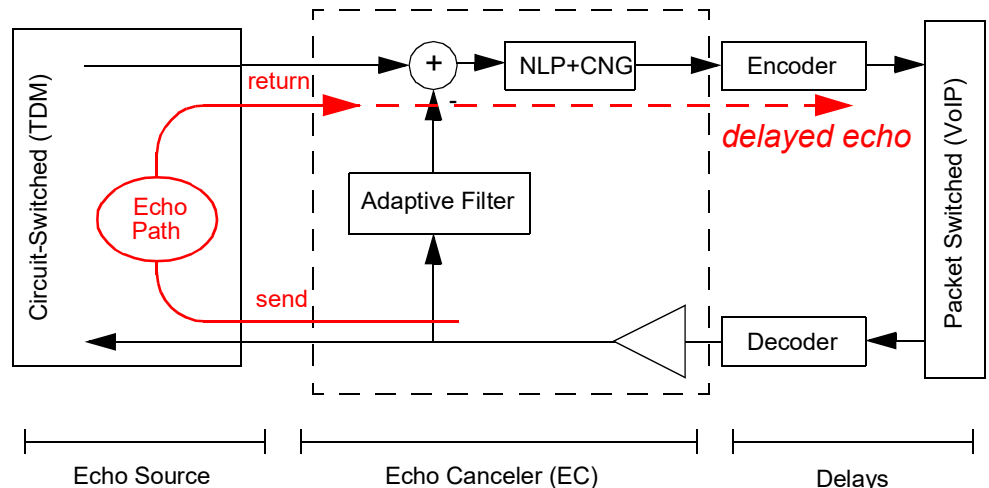 Circuit-Switched (TDM)
return
+
-
NLP+CNG
Encoder
delayed echo
Packet Switched (VoIP)
Adaptive Filter
Echo
Path
send
Decoder
Echo Source
Echo Canceler (EC)
Delays